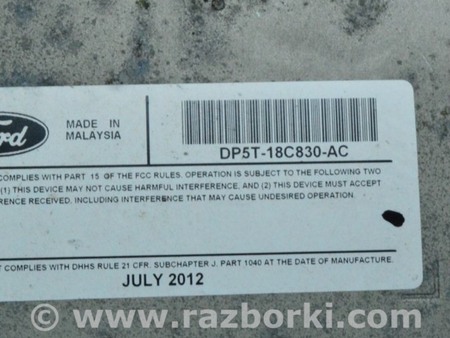 Ford
MADE IN
MALAYSIA
DP5T-18C830-AC
COMPLIES WITH PART 15 OF THE FCC RULES. OPERATION IS SUBJECT TO THE FOLLOWING TWO
(1) THIS DEVICE MAY NOT CAUSE HARMFUL INTERFERENCE, AND (2) THIS DEVICE MUST ACCEPT
ERENCE RECEIVED, INCLUDING INTERFERENCE THAT MAY CAUSE UNDESIRED OPERATION.
T COMPLIES WITH DHHS RULE 21 CFR, SUBCHAPTER J, PART 1040 AT THE DATE OF MANUFACTURE.
JULY 2012
www.razborki.com